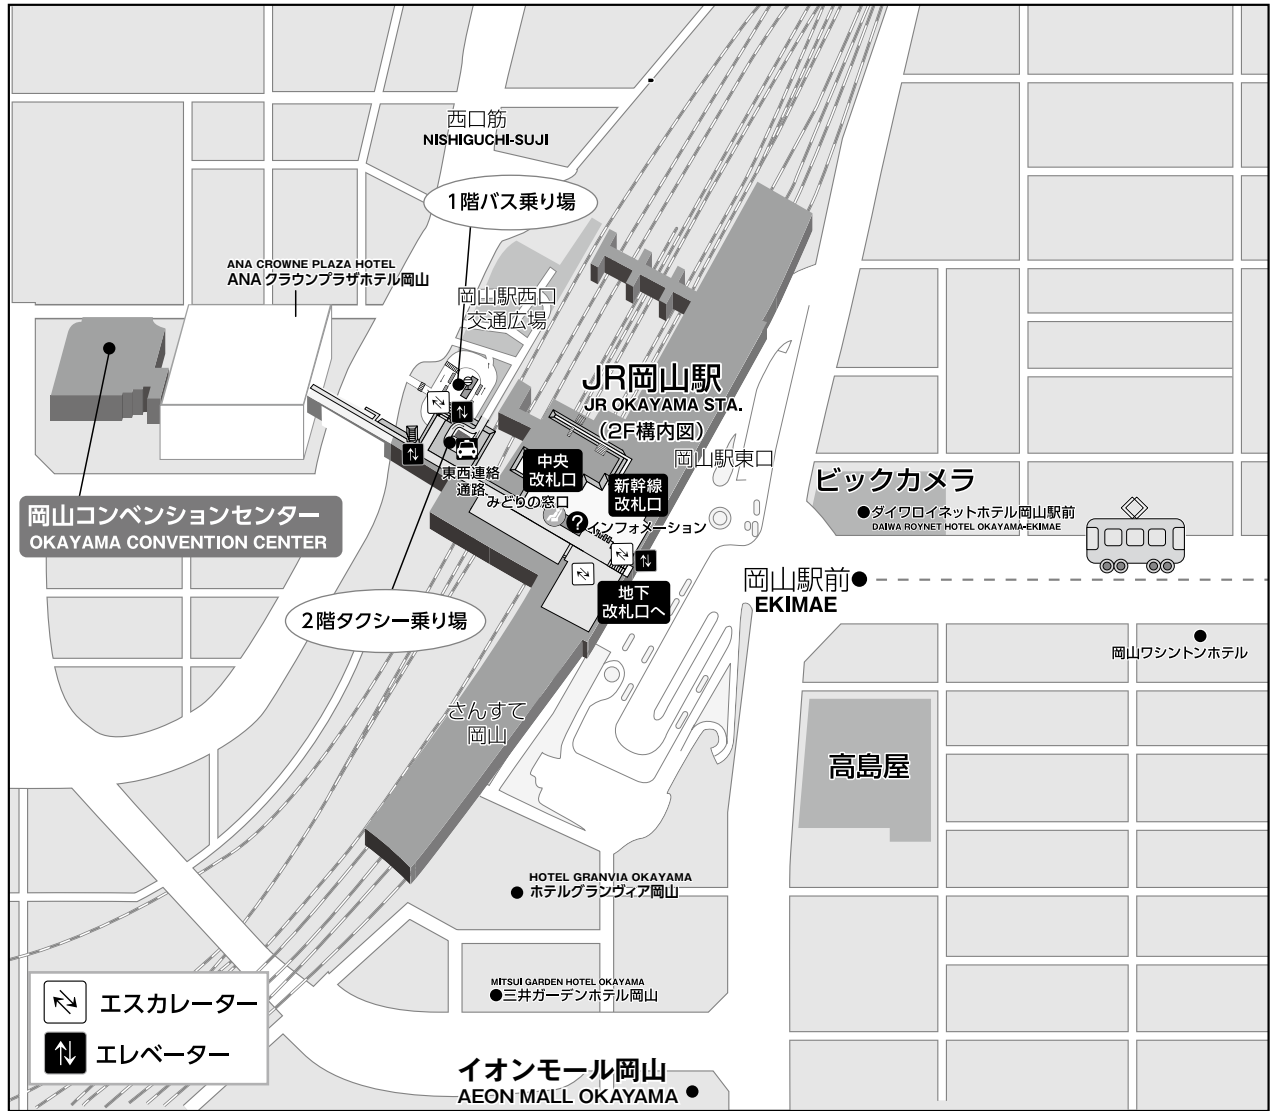 西口筋
NISHIGUCHI-SUJI
1階バス乗り場
ANA CROWNE PLAZA HOTEL
ANAクラウンプラザホテル岡山
岡山駅西口
交通広場
JR岡山駅
JR OKAYAMA STA.
(2F構内図)
岡山駅東口
中央
改札口
新幹線
改札口
東西連絡
通路
みどりの窓口
?
インフォメーション
地下
改札口へ
ビックカメラ
ダイワロイネットホテル岡山駅前
DAIWA ROYNET HOTEL OKAYAMA-EKIMAE
岡山コンベンションセンター
OKAYAMA CONVENTION CENTER
岡山駅前
EKIMAE
2階タクシー乗り場
岡山ワシントンホテル
さんすて
岡山
高島屋
HOTEL GRANVIA OKAYAMA
ホテルグランヴィア岡山
MITSUI GARDEN HOTEL OKAYAMA
三井ガーデンホテル岡山
エスカレーター
エレベーター
イオンモール岡山
AEON MALL OKAYAMA